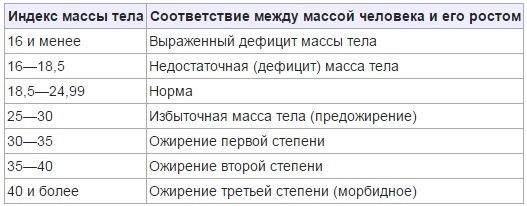 Индекс массы тела Соответствие между массой человека и его ростом
16 и менее Выраженный дефицит массы тела
16—18,5 Недостаточная (дефицит) масса тела
18,5—24,99 Норма
25—30 Избыточная масса тела (предожирение)
30—35 Ожирение первой степени
35—40 Ожирение второй степени
40 и более Ожирение третьей степени (морбидное)